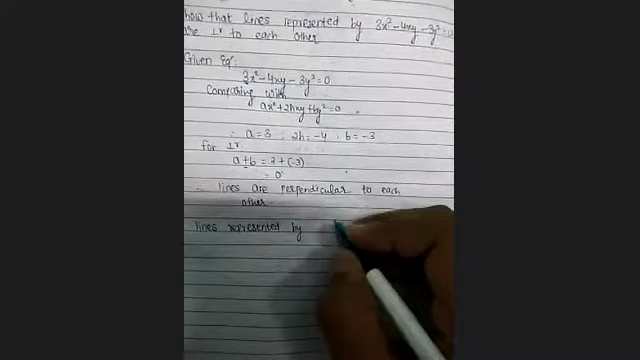 how that lines represented by 3x² - 4xy - 3y² = 0
are ⊥r to each other
Given Eqⁿ:
3x² - 4xy - 3y² = 0
Comparing with
ax² + 2hxy + by² = 0
∴ a = 3 ; 2h = -4 , b = -3
for ⊥r.
a + b = 3 + (-3)
= 0
∴ lines are perpendicular to each
other
lines represented by